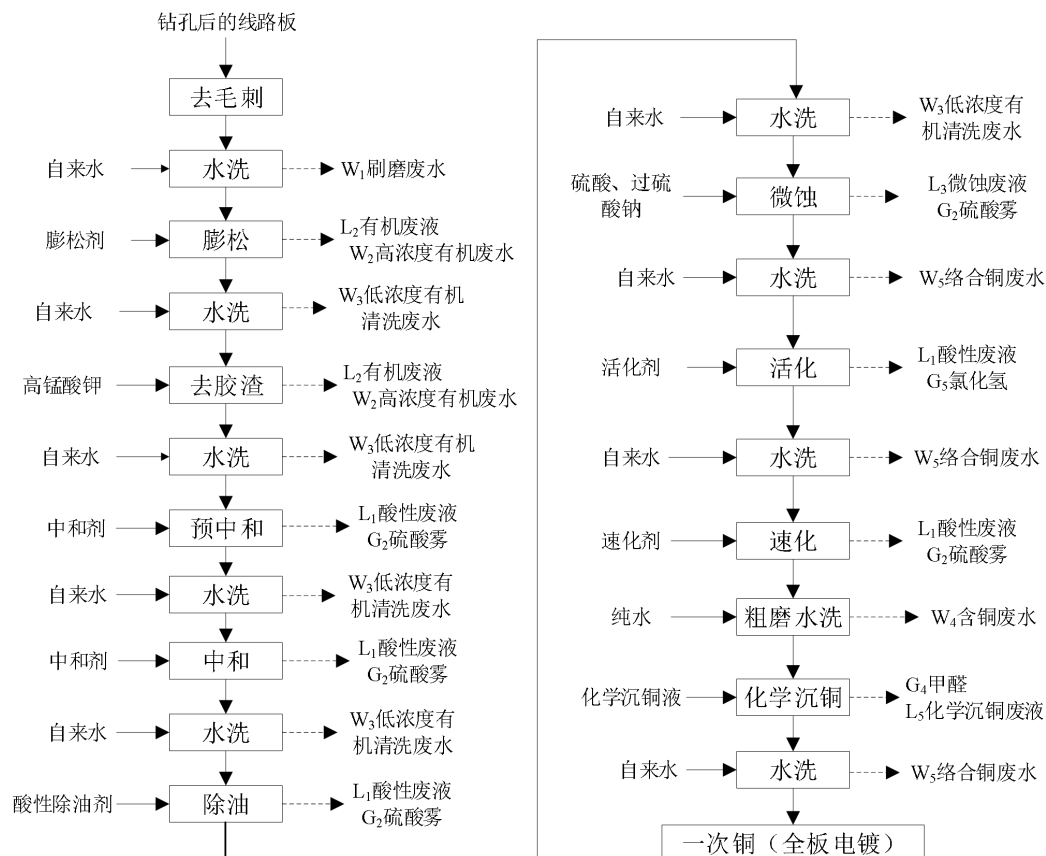 钻孔后的线路板
去毛刺
自来水
水洗
W₁刷磨废水
膨松剂
膨松
L₂有机废液
W₂高浓度有机废水
自来水
水洗
W₃低浓度有机
清洗废水
高锰酸钾
去胶渣
L₂有机废液
W₂高浓度有机废水
自来水
水洗
W₃低浓度有机
清洗废水
中和剂
预中和
L₁酸性废液
G₂硫酸雾
自来水
水洗
W₃低浓度有
机清洗废水
中和剂
中和
L₁酸性废液
G₂硫酸雾
自来水
水洗
W₃低浓度有
机清洗废水
酸性除油剂
除油
L₁酸性废液
G₂硫酸雾
自来水
水洗
W₃低浓度有
机清洗废水
硫酸、过硫
酸钠
微蚀
L₃微蚀废液
G₂硫酸雾
自来水
水洗
W₅络合铜废水
活化剂
活化
L₁酸性废液
G₅氯化氢
自来水
水洗
W₅络合铜废水
速化剂
速化
L₁酸性废液
G₂硫酸雾
纯水
粗磨水洗
W₄含铜废水
化学沉铜液
化学沉铜
G₄甲醛
L₅化学沉铜废液
自来水
水洗
W₅络合铜废水
一次铜（全板电镀）